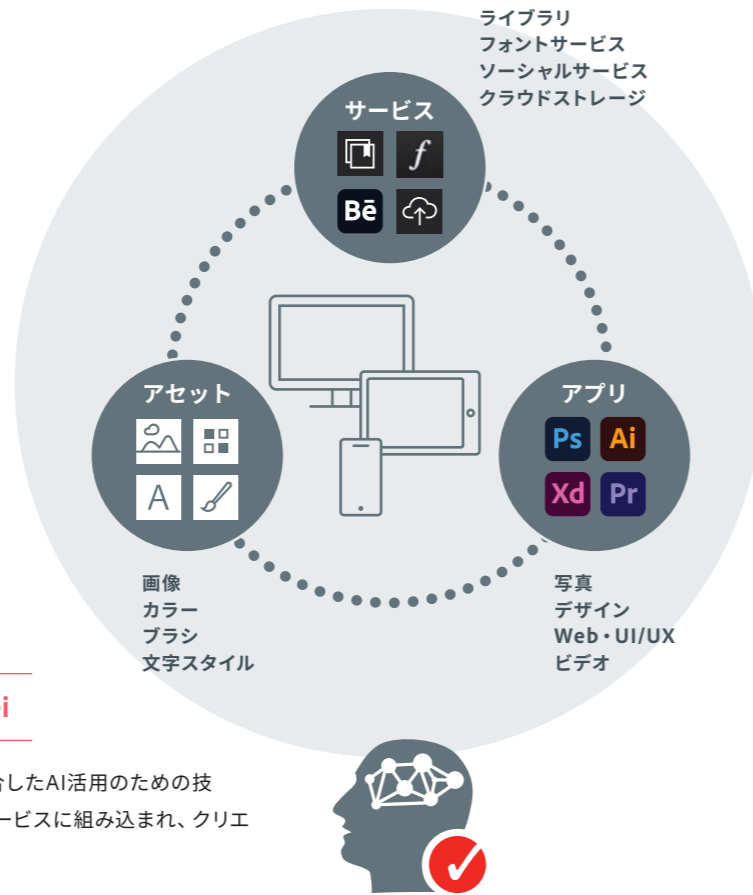 ライブラリ
フォントサービス
ソーシャルサービス
クラウドストレージ
サービス
f
Bē
アセット
A
アプリ
Ps Ai
Xd Pr
画像
カラー
ブラシ
文字スタイル
写真
デザイン
Web・UI/UX
ビデオ
i
したAI活用のための技
ービスに組み込まれ、クリエ